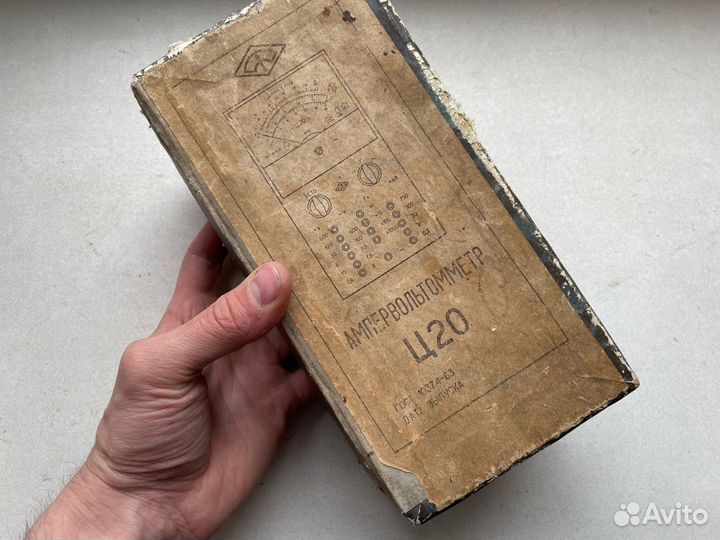 АМПЕРВОЛЬТОММЕТР
Ц20
ГОСТ 10374-63
ДАТА ВЫПУСКА
Avito